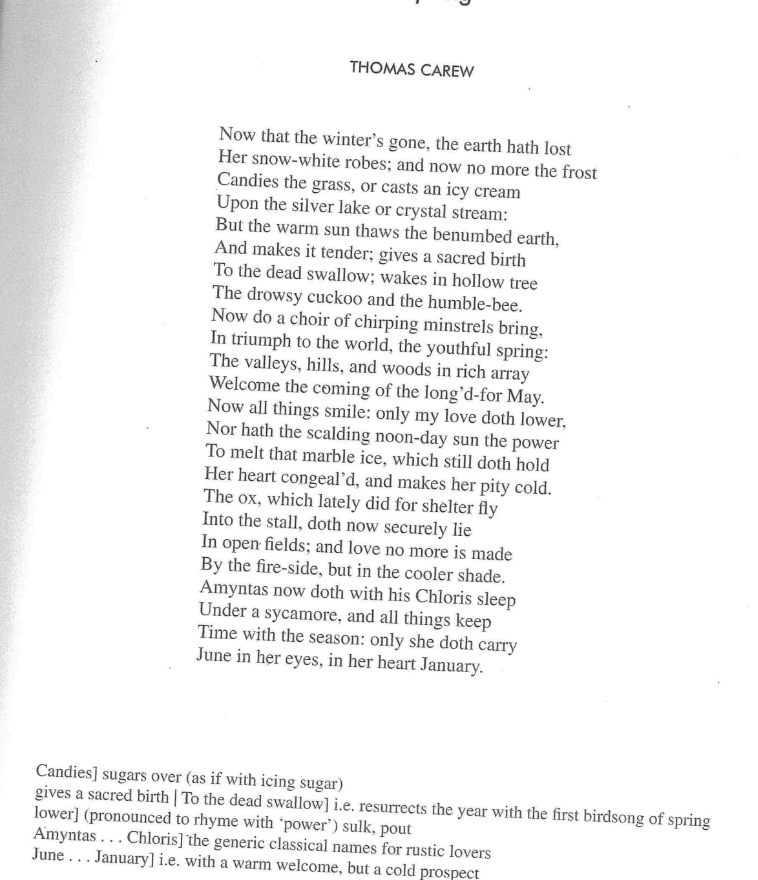 THOMAS CAREW
Now that the winter's gone, the earth hath lost
Her snow-white robes; and now no more the frost
Candies the grass, or casts an icy cream
Upon the silver lake or crystal stream:
But the warm sun thaws the benumbed earth,
And makes it tender; gives a sacred birth
To the dead swallow; wakes in hollow tree
The drowsy cuckoo and the humble-bee.
Now do a choir of chirping minstrels bring,
In triumph to the world, the youthful spring:
The valleys, hills, and woods in rich array
Welcome the coming of the long'd-for May.
Now all things smile: only my love doth lower,
Nor hath the scalding noon-day sun the power
To melt that marble ice, which still doth hold
Her heart congeal'd, and makes her pity cold.
The ox, which lately did for shelter fly
Into the stall, doth now securely lie
In open fields; and love no more is made
By the fire-side, but in the cooler shade.
Amyntas now doth with his Chloris sleep
Under a sycamore, and all things keep
Time with the season: only she doth carry
June in her eyes, in her heart January.
Candies] sugars over (as if with icing sugar)
gives a sacred birth | To the dead swallow] i.e. resurrects the year with the first birdsong of spring
lower] (pronounced to rhyme with 'power') sulk, pout
Amyntas . . . Chloris] the generic classical names for rustic lovers
June . . . January] i.e. with a warm welcome, but a cold prospect